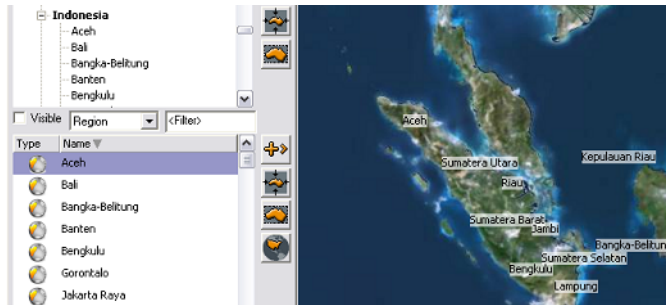 Indonesia
Aceh
Bali
Bangka-Belitung
Banten
Bengkulu
Visible Region <Filter>
Type Name
Aceh
Bali
Bangka-Belitung
Banten
Bengkulu
Gorontalo
Jakarta Raya
Aceh
Sumatera Utara
Kepulauan Riau
Riau
Sumatera Barat
Jambi
Bangka-Belitun
Sumatera Selatan
Bengkulu
Lampung